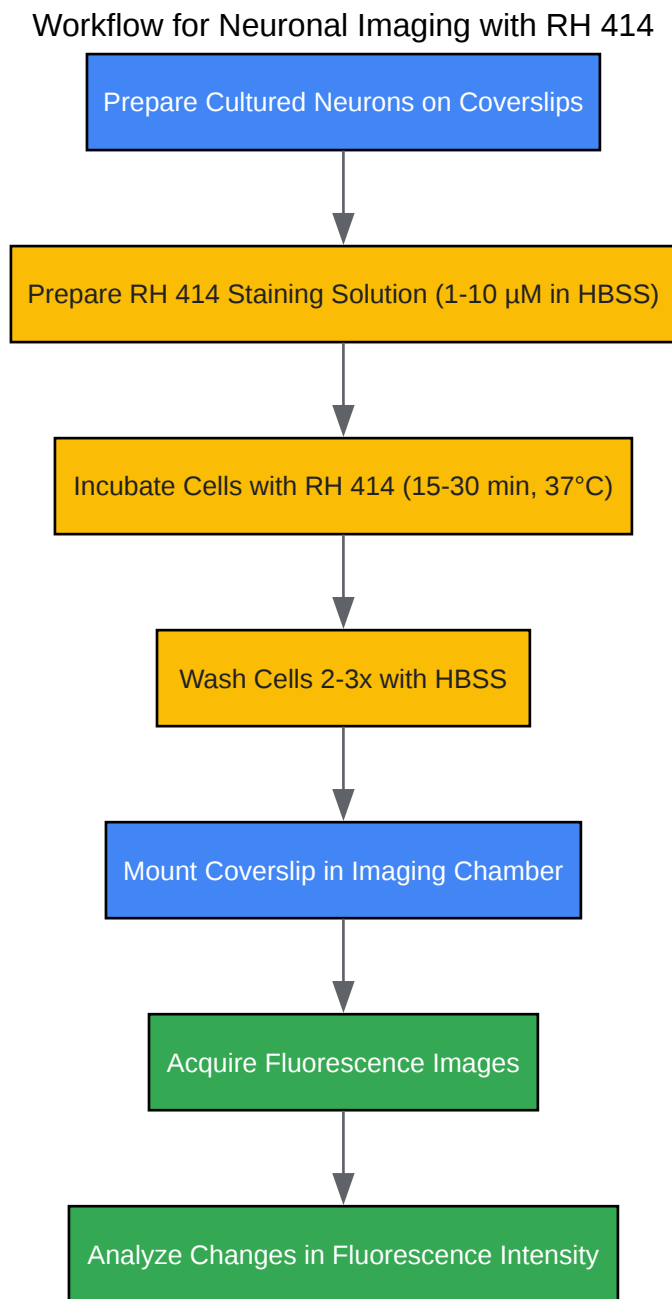 Workflow for Neuronal Imaging with RH 414
Prepare Cultured Neurons on Coverslips
Prepare RH 414 Staining Solution (1-10 µM in HBSS)
Incubate Cells with RH 414 (15-30 min, 37°C)
Wash Cells 2-3x with HBSS
Mount Coverslip in Imaging Chamber
Acquire Fluorescence Images
Analyze Changes in Fluorescence Intensity